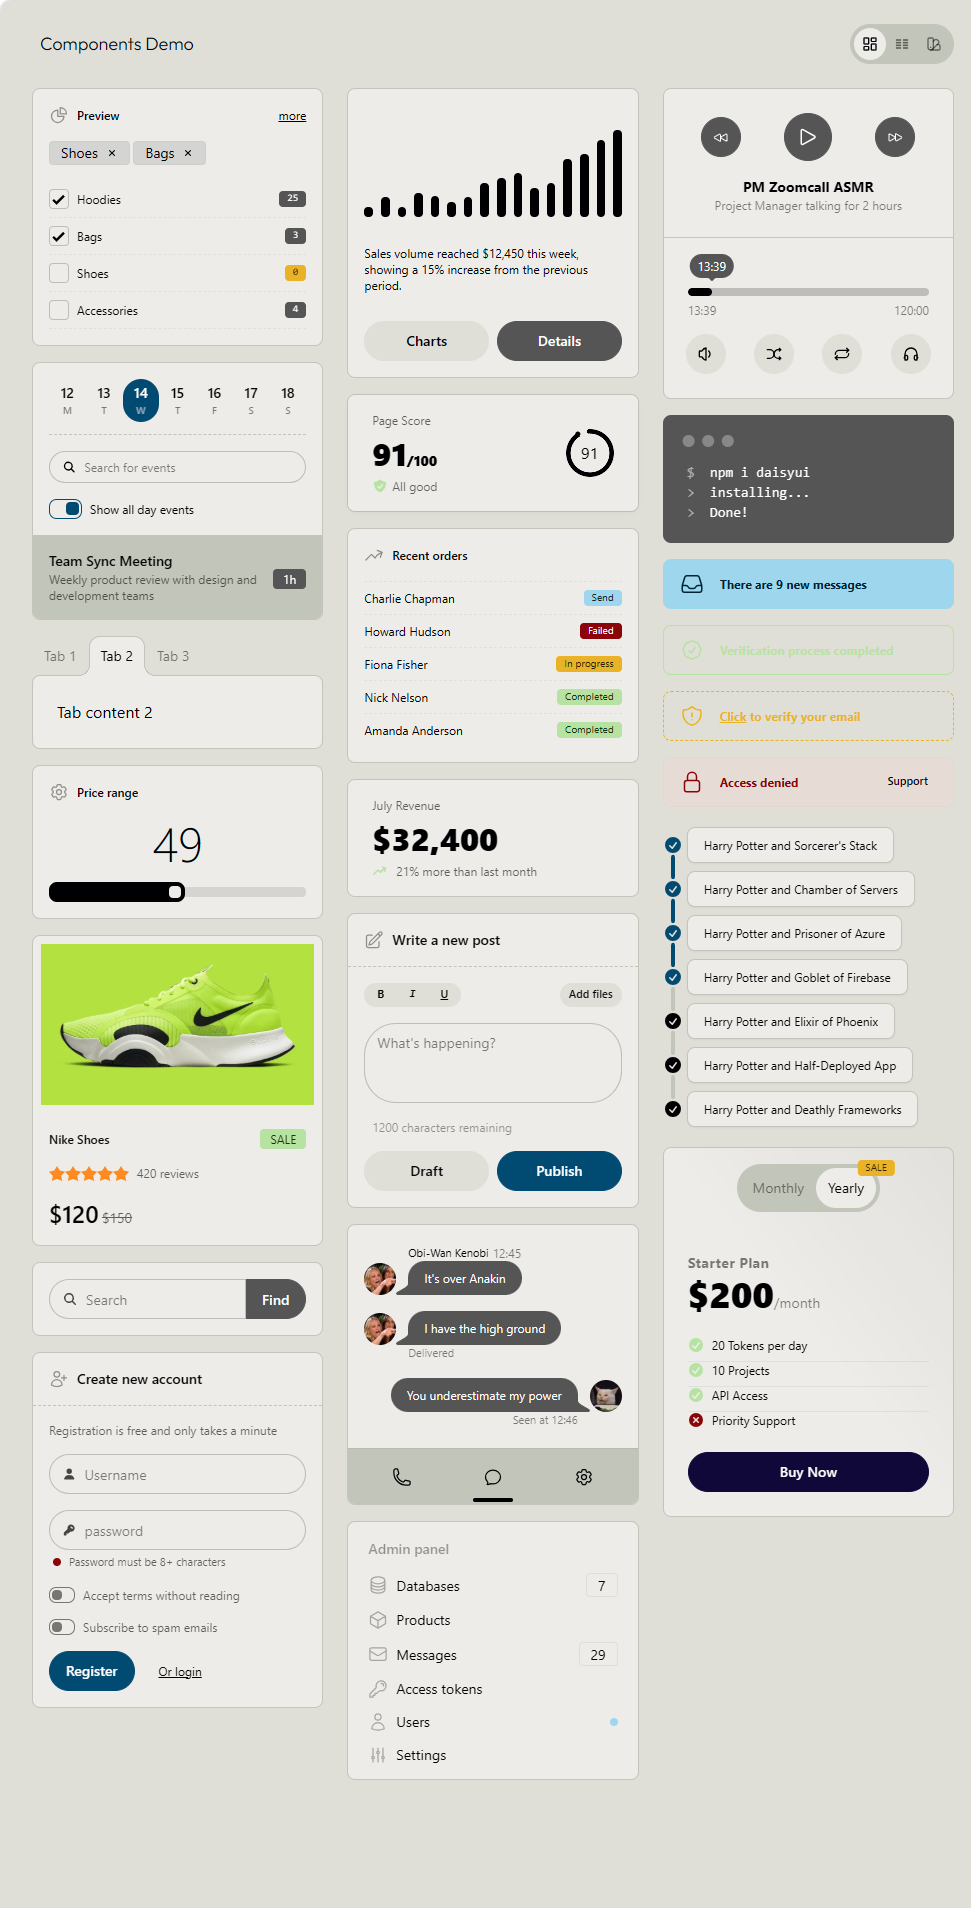 Components Demo
Preview
more
Shoes ×
Bags ×
Hoodies
25
Bags
3
Shoes
0
Accessories
4
12 13 14 15 16 17 18
M T W T F S S
Search for events
Show all day events
Team Sync Meeting
Weekly product review with design and
development teams
1h
Tab 1
Tab 2
Tab 3
Tab content 2
Price range
49
Nike Shoes
SALE
420 reviews
$120 $150
Search
Find
Create new account
Registration is free and only takes a minute
Username
password
Password must be 8+ characters
Accept terms without reading
Subscribe to spam emails
Register
Or login
Sales volume reached $12,450 this week,
showing a 15% increase from the previous
period.
Charts
Details
Page Score
91/100
All good
91
Recent orders
Charlie Chapman
Send
Howard Hudson
Failed
Fiona Fisher
In progress
Nick Nelson
Completed
Amanda Anderson
Completed
July Revenue
$32,400
21% more than last month
Write a new post
B I U
Add files
What's happening?
1200 characters remaining
Draft
Publish
Obi-Wan Kenobi 12:45
It's over Anakin
I have the high ground
Delivered
You underestimate my power
Seen at 12:46
Admin panel
Databases
7
Products
Messages
29
Access tokens
Users
Settings
PM Zoomcall ASMR
Project Manager talking for 2 hours
13:39
13:39
120:00
$ npm i daisyui
> installing...
> Done!
There are 9 new messages
Verification process completed
Click to verify your email
Access denied
Support
Harry Potter and Sorcerer's Stack
Harry Potter and Chamber of Servers
Harry Potter and Prisoner of Azure
Harry Potter and Goblet of Firebase
Harry Potter and Elixir of Phoenix
Harry Potter and Half-Deployed App
Harry Potter and Deathly Frameworks
Monthly
Yearly
SALE
Starter Plan
$200/month
20 Tokens per day
10 Projects
API Access
Priority Support
Buy Now